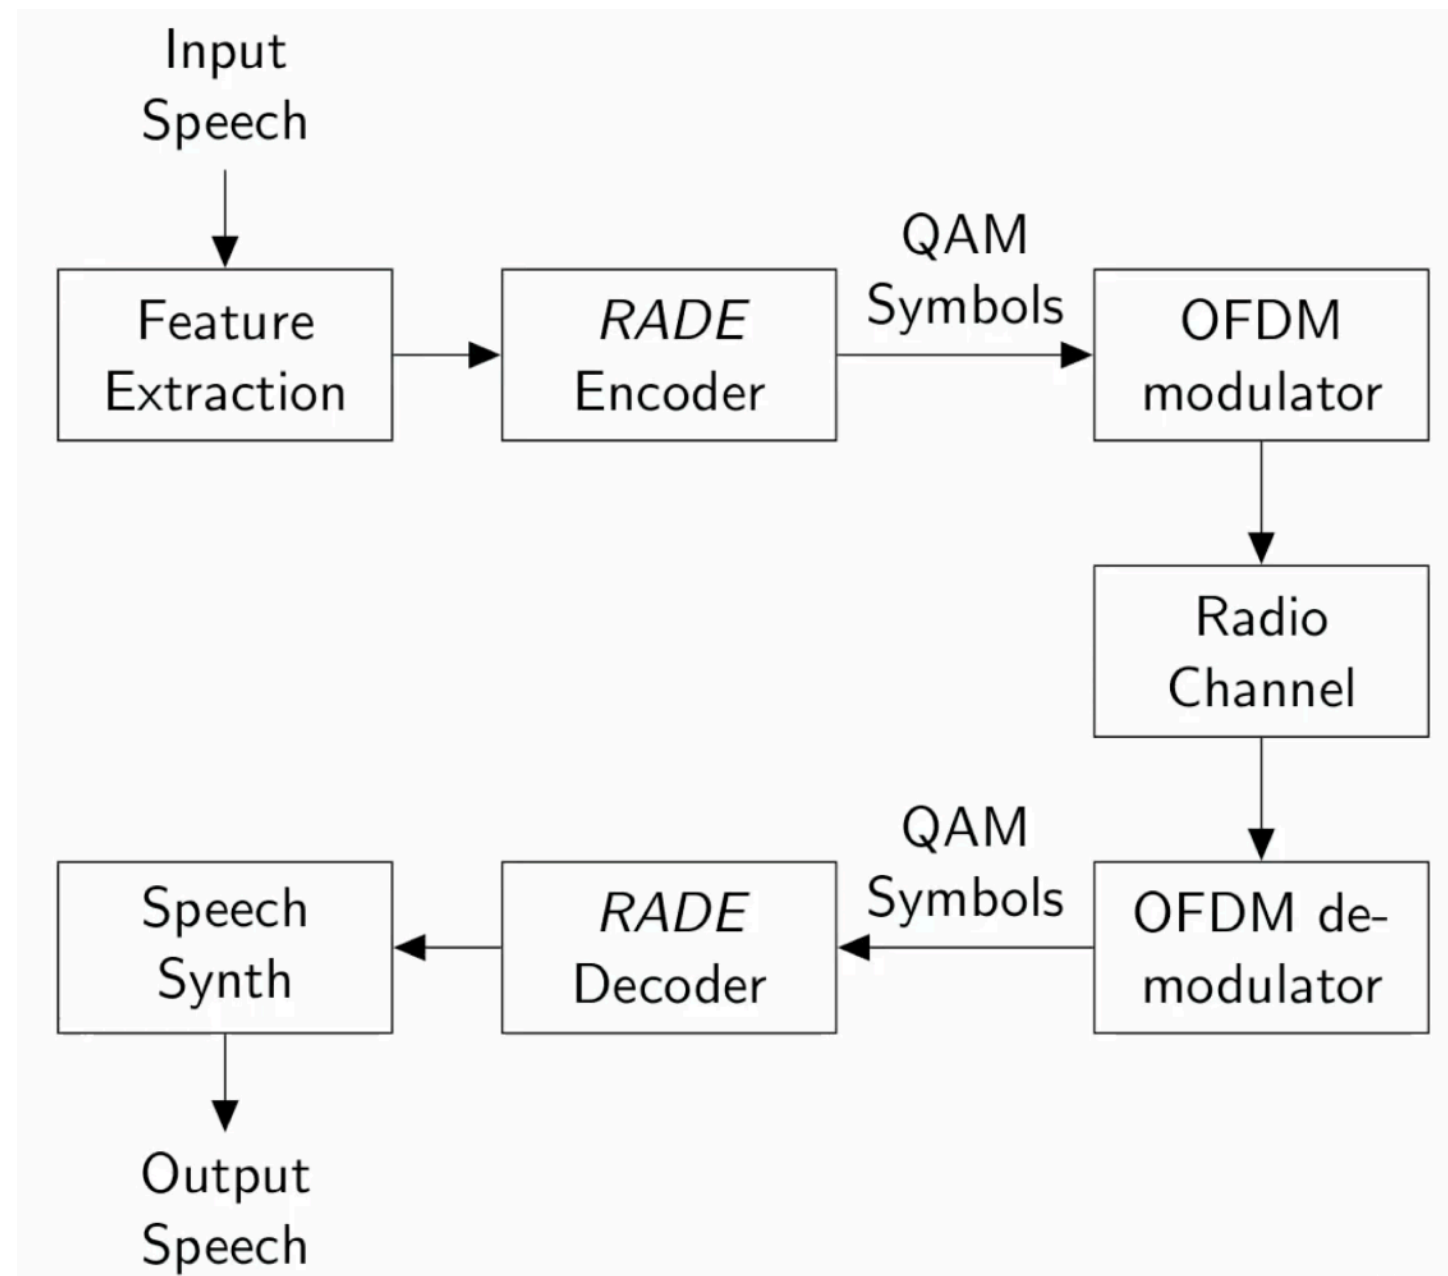 Input
Speech
Feature
Extraction
RADE
Encoder
QAM
Symbols
OFDM
modulator
Radio
Channel
OFDM de-
modulator
QAM
Symbols
RADE
Decoder
Speech
Synth
Output
Speech